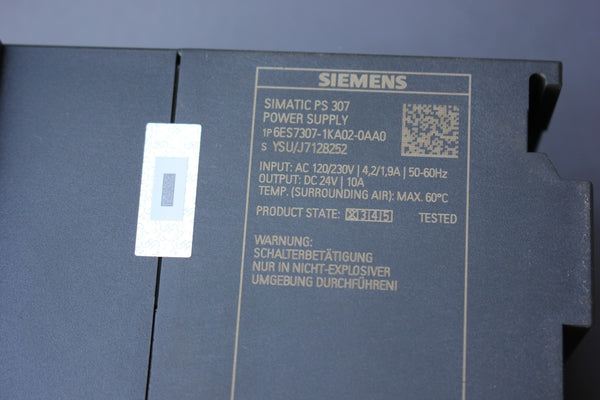 SIEMENS
SIMATIC PS 307
POWER SUPPLY
1P 6ES7307-1KA02-0AA0
S YSU/J7128252
INPUT: AC 120/230V | 4,2/1,9A | 50-60Hz
OUTPUT: DC 24V | 10A
TEMP. (SURROUNDING AIR): MAX. 60°C
PRODUCT STATE: X 3 4 5 TESTED
WARNUNG:
SCHALTERBETÄTIGUNG
NUR IN NICHT-EXPLOSIVER
UMGEBUNG DURCHFÜHREN!